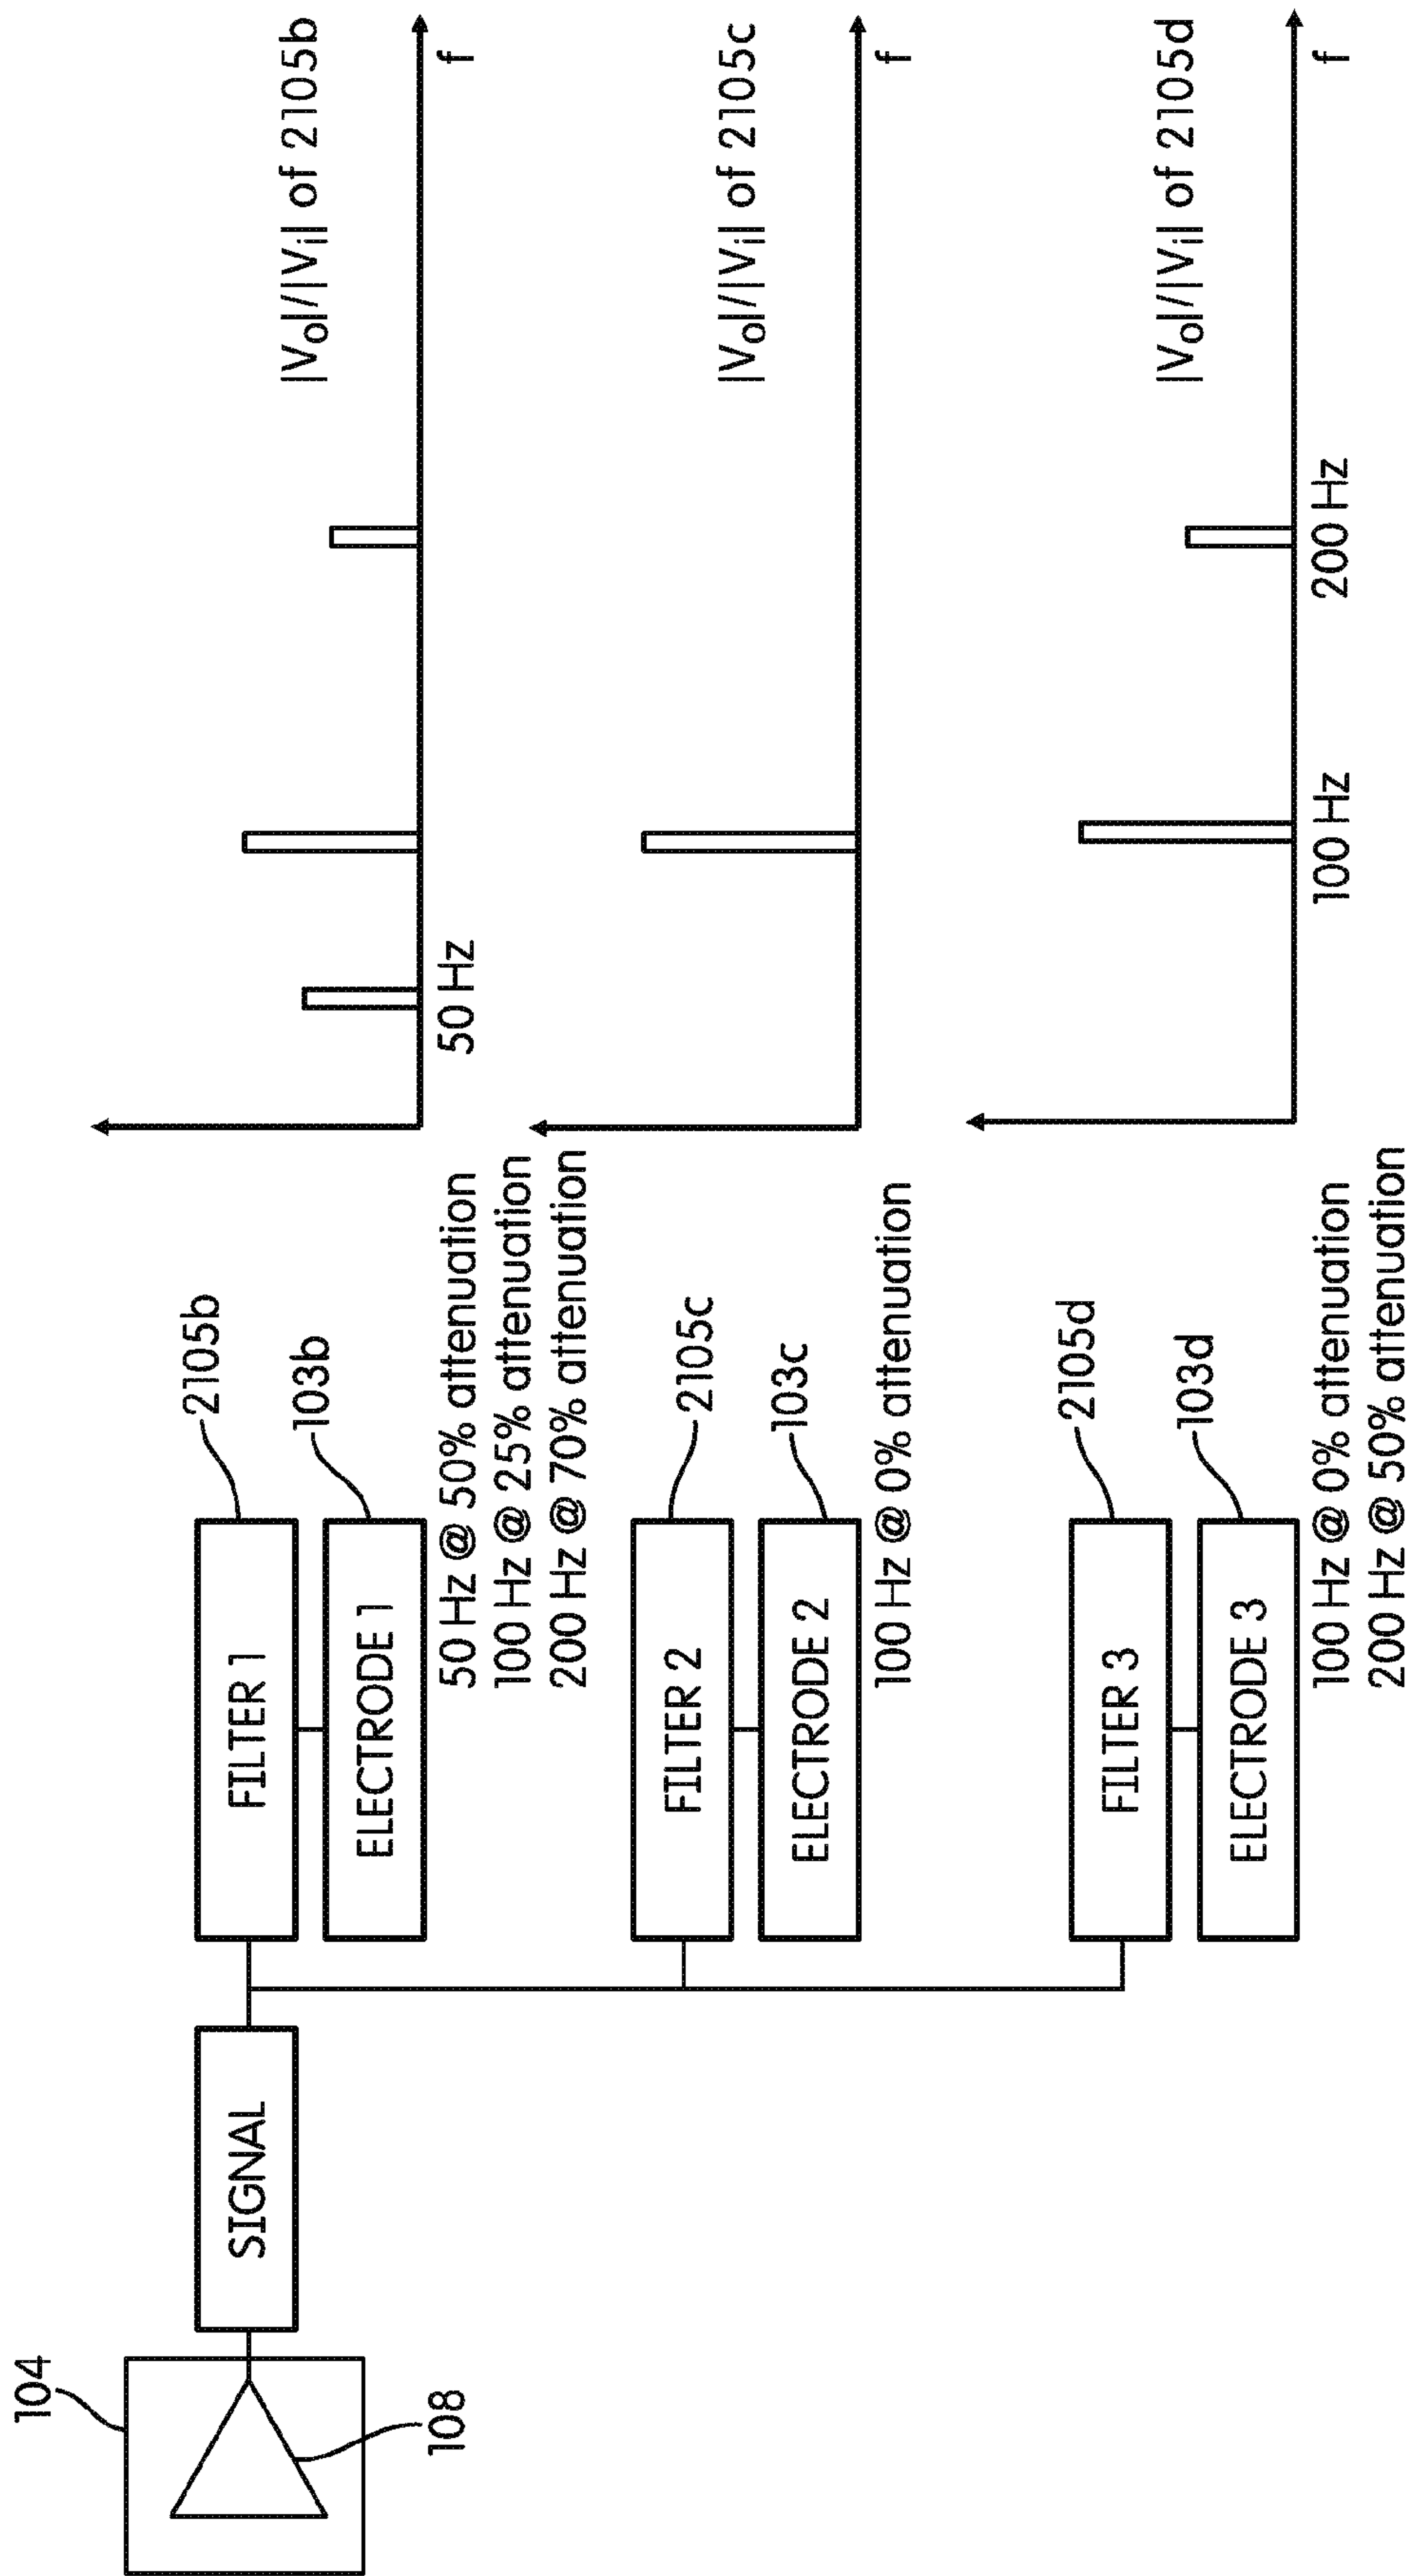 104
108
SIGNAL
FILTER 1
2105b
ELECTRODE 1
103b
50 Hz @ 50% attenuation
100 Hz @ 25% attenuation
200 Hz @ 70% attenuation
|Vo|/|Vi| of 2105b
50 Hz
f
FILTER 2
2105c
ELECTRODE 2
103c
100 Hz @ 0% attenuation
|Vo|/|Vi| of 2105c
f
FILTER 3
2105d
ELECTRODE 3
103d
100 Hz @ 0% attenuation
200 Hz @ 50% attenuation
|Vo|/|Vi| of 2105d
100 Hz
200 Hz
f